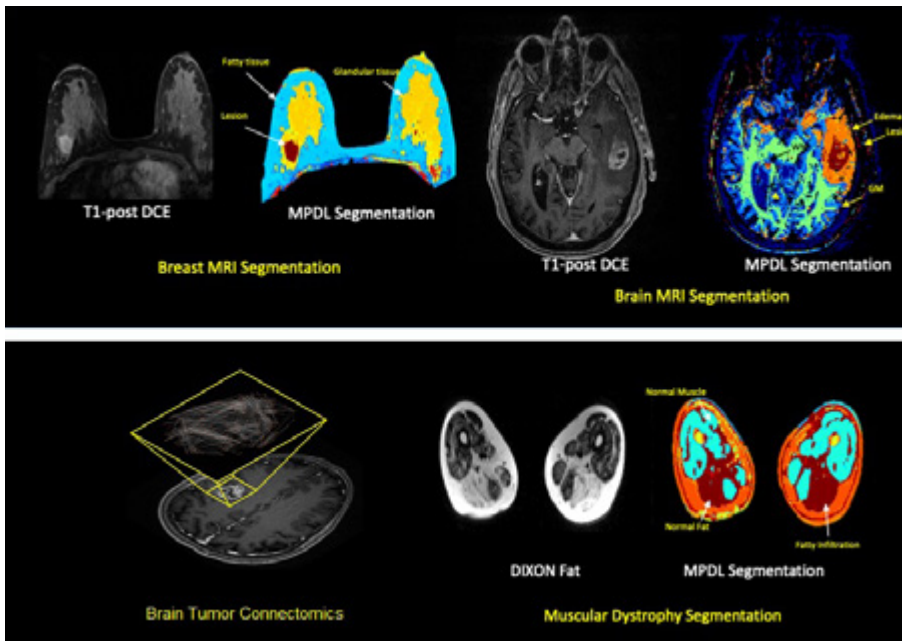 Fatty tissue
Glandular tissue
Lesion
T1-post DCE
MPDL Segmentation
Breast MRI Segmentation
Edema
GM
T1-post DCE
MPDL Segmentation
Brain MRI Segmentation
Brain Tumor Connectomics
Normal Muscle
Normal Fat
Fatty Infiltration
DIXON Fat
MPDL Segmentation
Muscular Dystrophy Segmentation